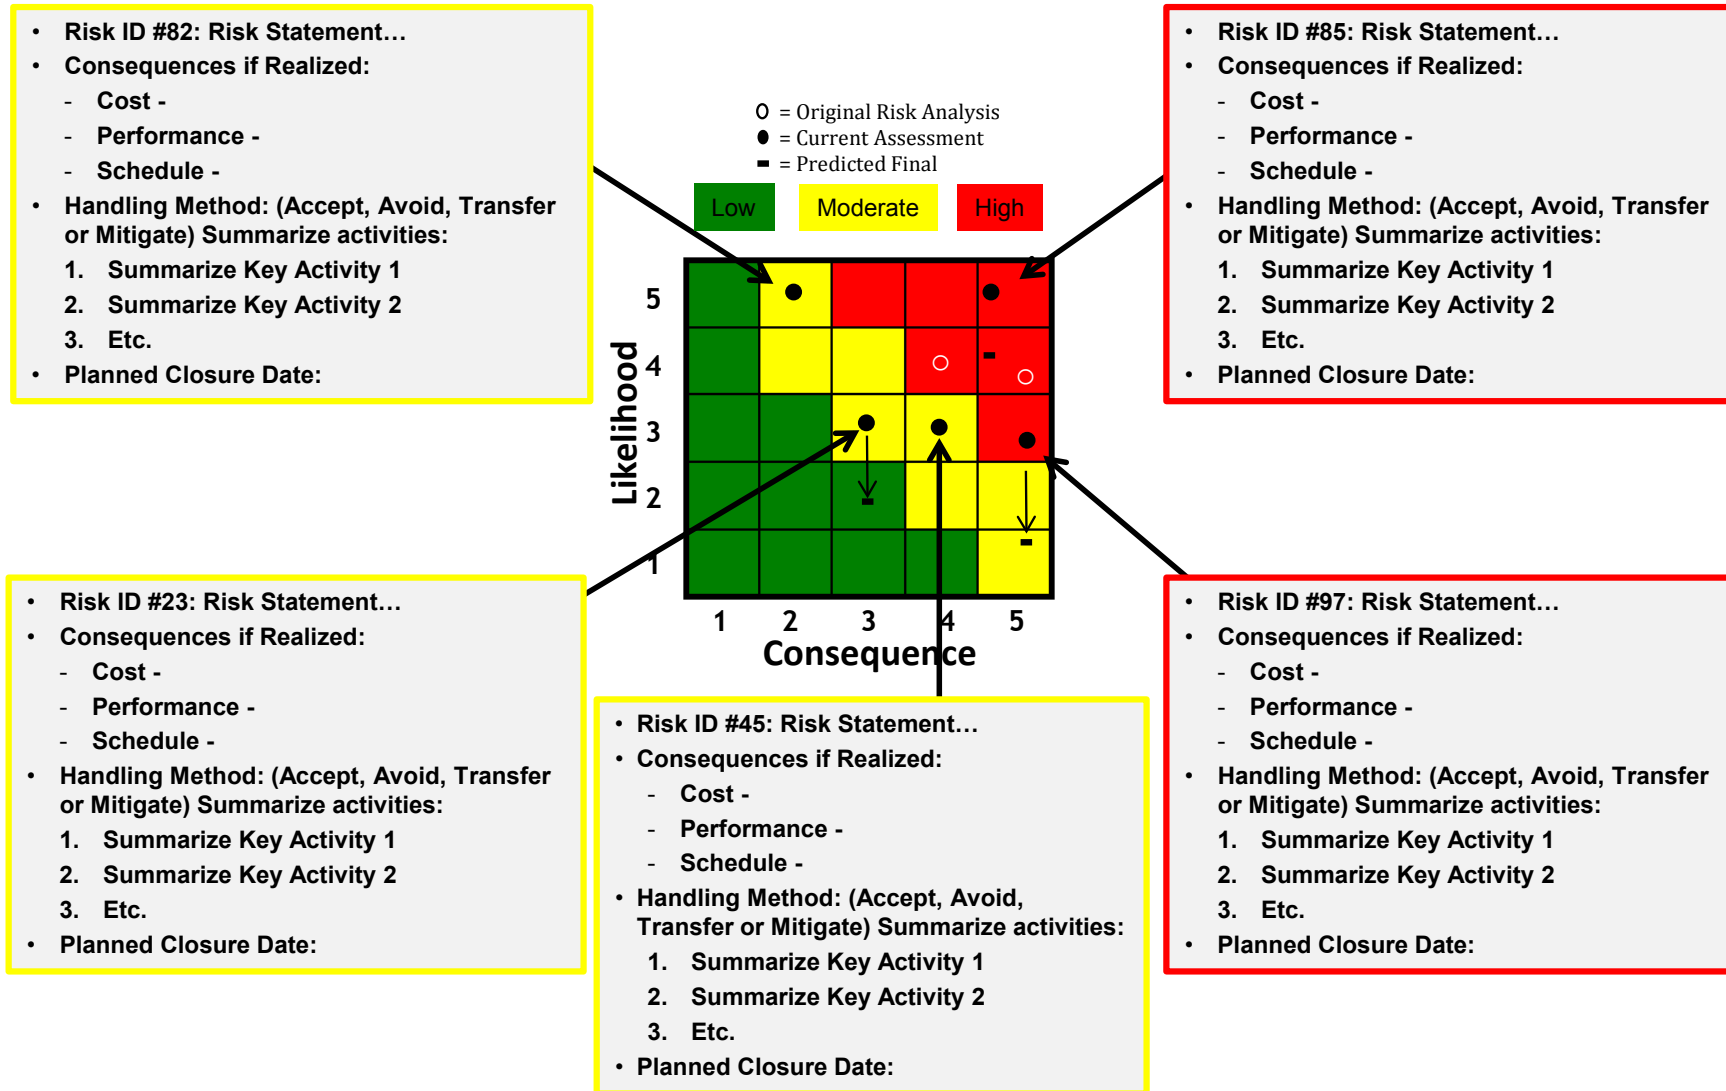 • Risk ID #82: Risk Statement…
• Consequences if Realized:
- Cost -
- Performance -
- Schedule -
• Handling Method: (Accept, Avoid, Transfer
or Mitigate) Summarize activities:
1. Summarize Key Activity 1
2. Summarize Key Activity 2
3. Etc.
• Planned Closure Date:
= Original Risk Analysis
= Current Assessment
= Predicted Final
Low Moderate High
• Risk ID #85: Risk Statement…
• Consequences if Realized:
- Cost -
- Performance -
- Schedule -
• Handling Method: (Accept, Avoid, Transfer
or Mitigate) Summarize activities:
1. Summarize Key Activity 1
2. Summarize Key Activity 2
3. Etc.
• Planned Closure Date:
Likelihood
5
4
3
2
1
1 2 3 4 5
Consequence
• Risk ID #23: Risk Statement…
• Consequences if Realized:
- Cost -
- Performance -
- Schedule -
• Handling Method: (Accept, Avoid, Transfer
or Mitigate) Summarize activities:
1. Summarize Key Activity 1
2. Summarize Key Activity 2
3. Etc.
• Planned Closure Date:
• Risk ID #45: Risk Statement…
• Consequences if Realized:
- Cost -
- Performance -
- Schedule -
• Handling Method: (Accept, Avoid,
Transfer or Mitigate) Summarize activities:
1. Summarize Key Activity 1
2. Summarize Key Activity 2
3. Etc.
• Planned Closure Date:
• Risk ID #97: Risk Statement…
• Consequences if Realized:
- Cost -
- Performance -
- Schedule -
• Handling Method: (Accept, Avoid, Transfer
or Mitigate) Summarize activities:
1. Summarize Key Activity 1
2. Summarize Key Activity 2
3. Etc.
• Planned Closure Date: